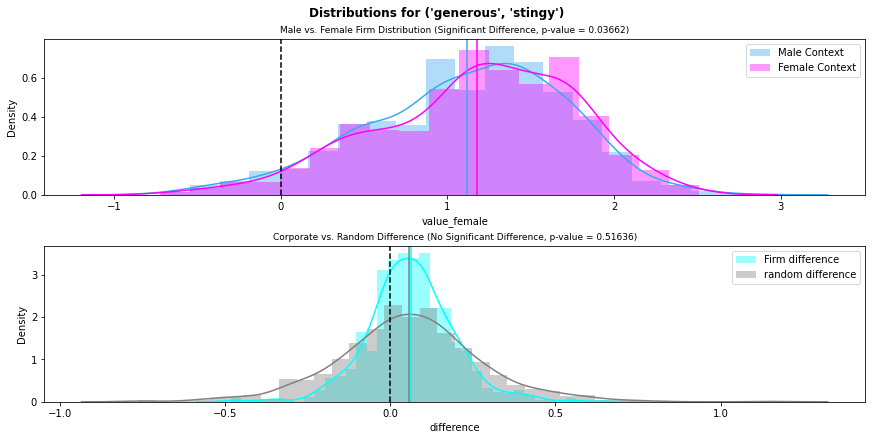 Distributions for ('generous', 'stingy')
Male vs. Female Firm Distribution (Significant Difference, p-value = 0.03662)
Male Context
Female Context
Density
0.6
0.4
0.2
0.0
−1 0 1 2 3
value_female
Corporate vs. Random Difference (No Significant Difference, p-value = 0.51636)
Firm difference
random difference
Density
3
2
1
0
−1.0 −0.5 0.0 0.5 1.0
difference